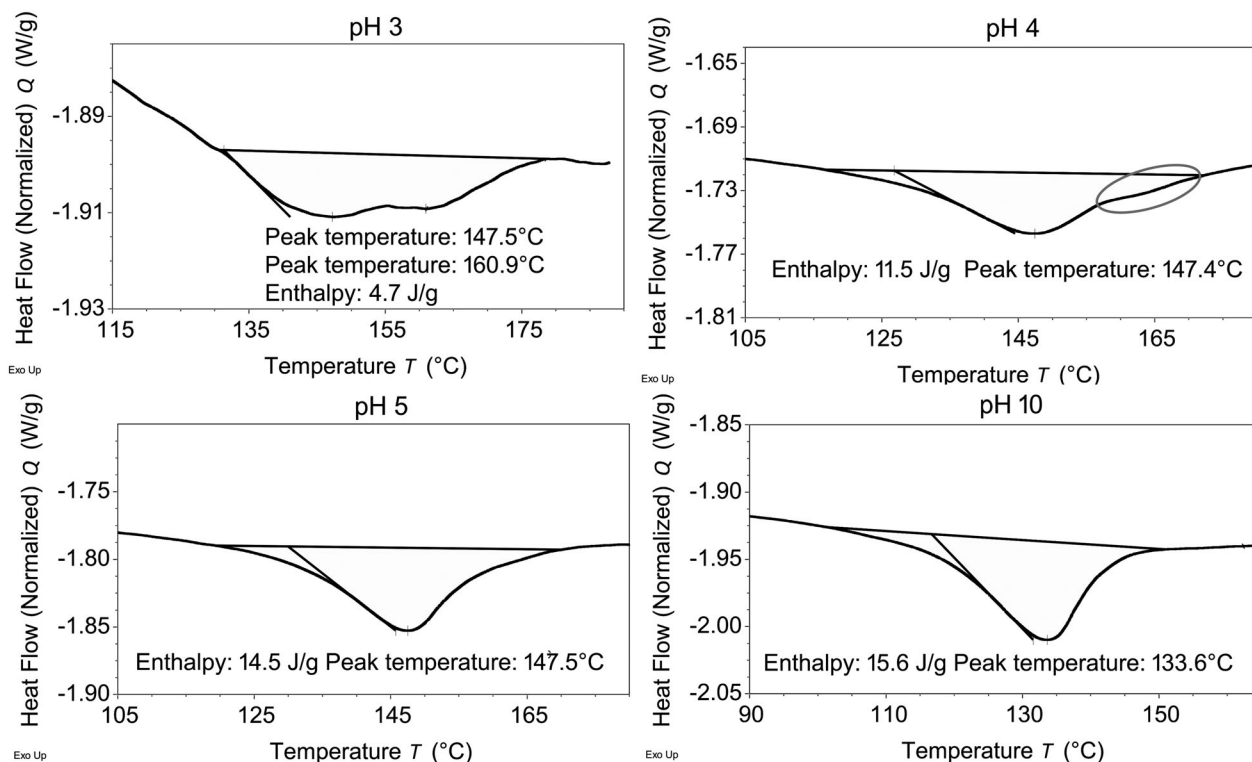 pH 3
Heat Flow (Normalized) Q (W/g)
-1.89
-1.91
-1.93
Peak temperature: 147.5°C
Peak temperature: 160.9°C
Enthalpy: 4.7 J/g
115
135
155
175
Temperature T (°C)
Exo Up
pH 4
Heat Flow (Normalized) Q (W/g)
-1.65
-1.69
-1.73
-1.77
-1.81
Enthalpy: 11.5 J/g Peak temperature: 147.4°C
105
125
145
165
Temperature T (°C)
Exo Up
pH 5
Heat Flow (Normalized) Q (W/g)
-1.75
-1.80
-1.85
-1.90
Enthalpy: 14.5 J/g Peak temperature: 147.5°C
105
125
145
165
Temperature T (°C)
Exo Up
pH 10
Heat Flow (Normalized) Q (W/g)
-1.85
-1.90
-1.95
-2.00
-2.05
Enthalpy: 15.6 J/g Peak temperature: 133.6°C
90
110
130
150
Temperature T (°C)
Exo Up